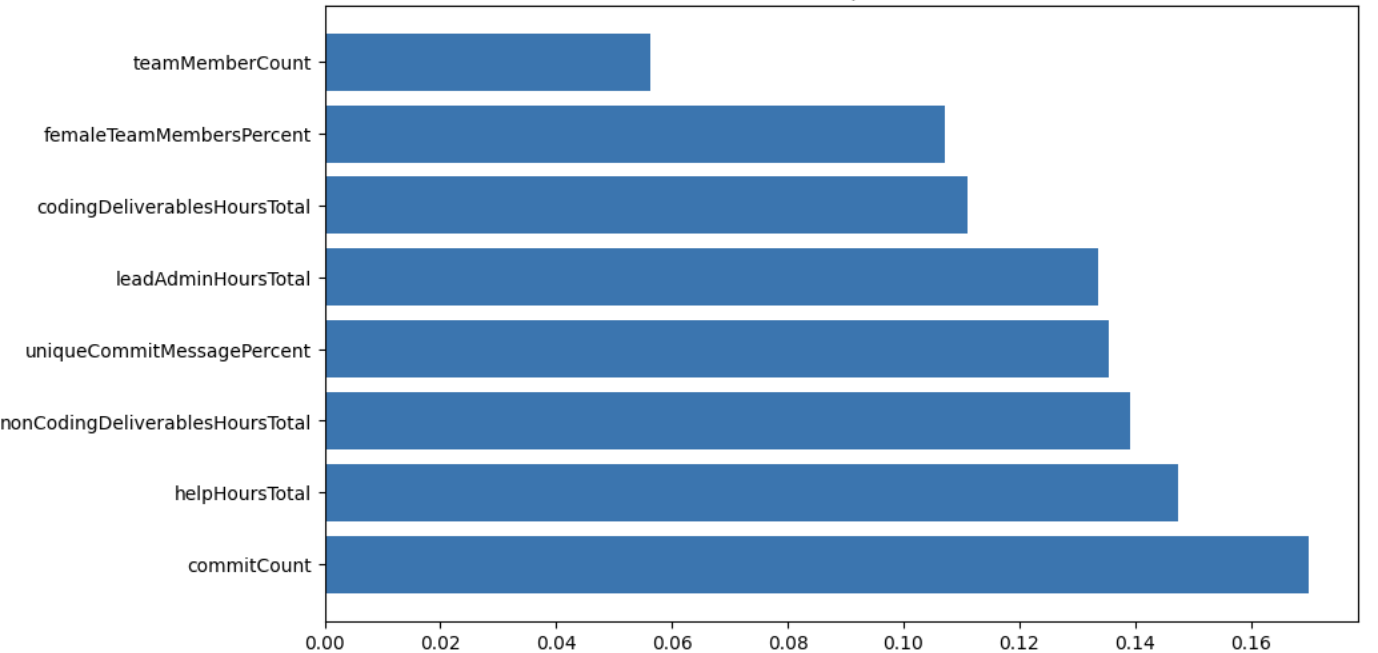 teamMemberCount
femaleTeamMembersPercent
codingDeliverablesHoursTotal
leadAdminHoursTotal
uniqueCommitMessagePercent
nonCodingDeliverablesHoursTotal
helpHoursTotal
commitCount
0.00 0.02 0.04 0.06 0.08 0.10 0.12 0.14 0.16